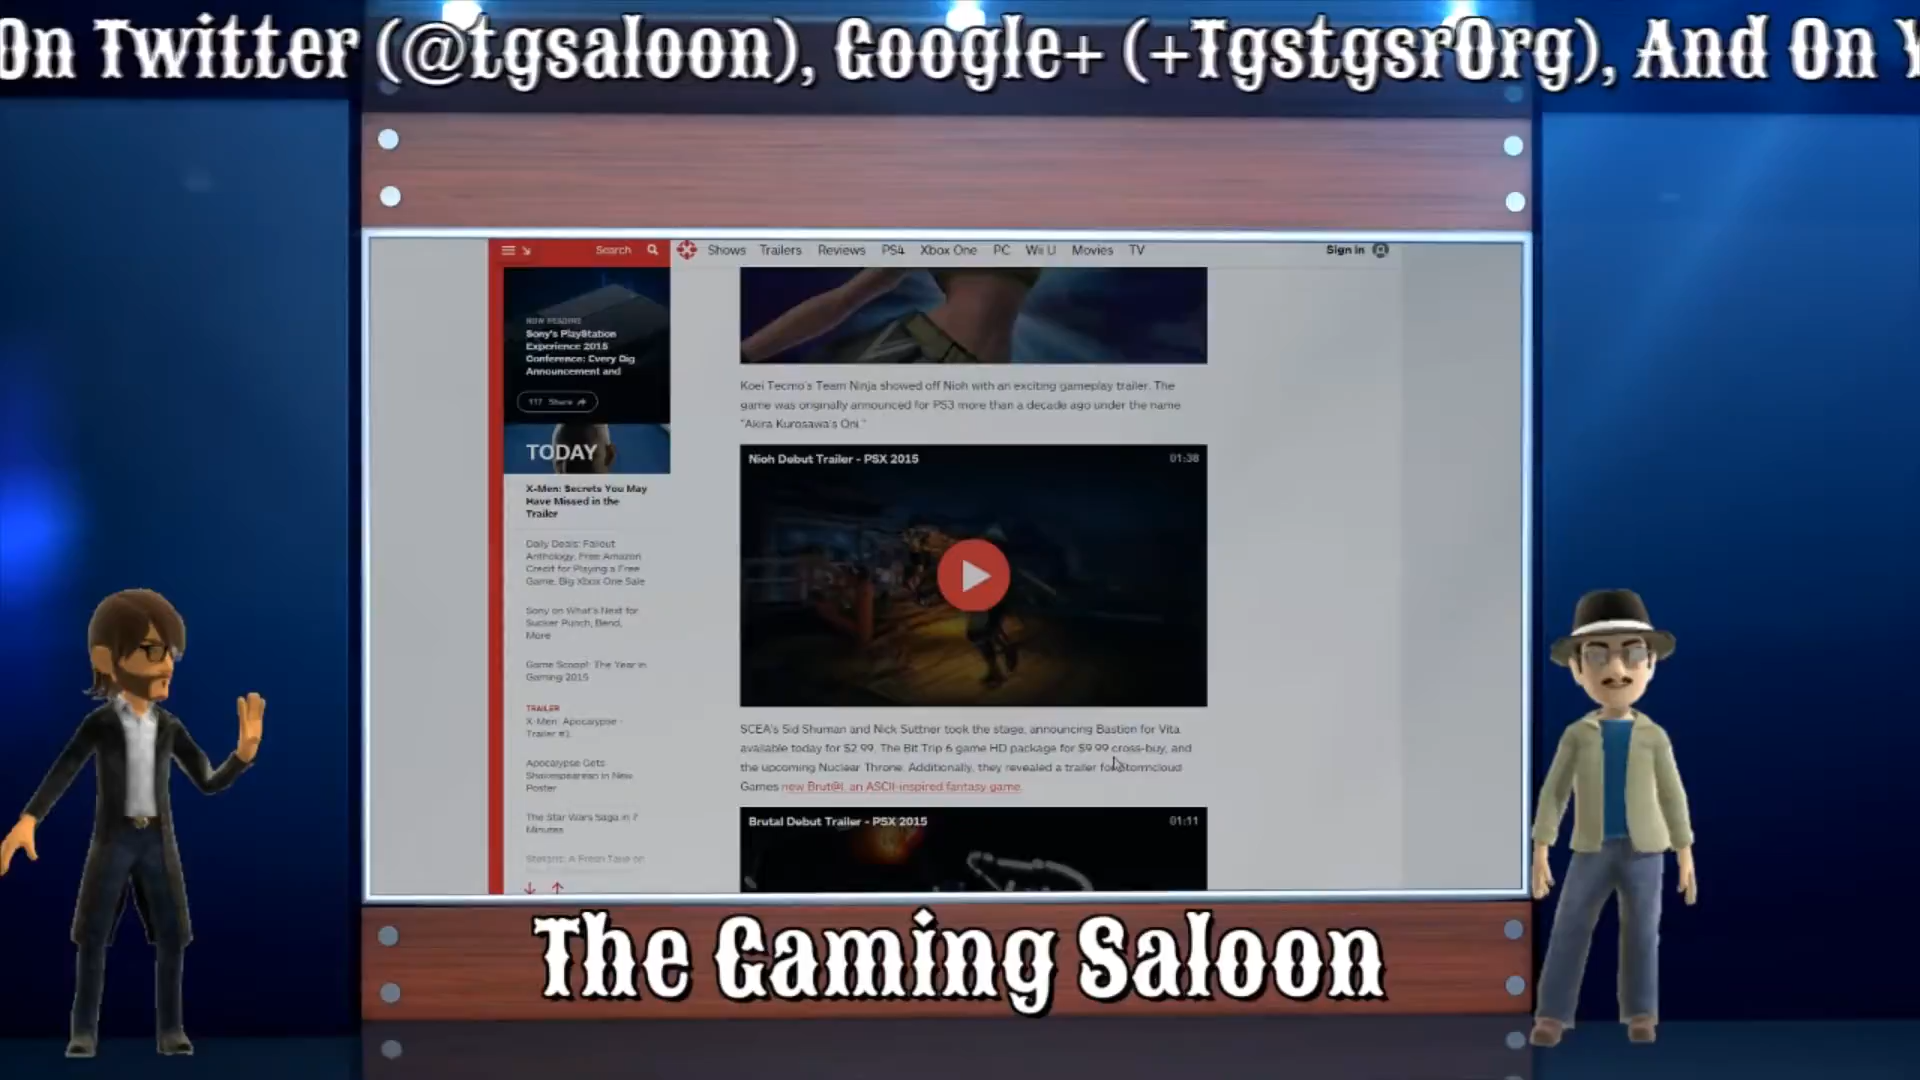 On Twitter (@tgsaloon), Google+ (+TgstgsrOrg), And On Y
Search
Shows Trailers Reviews PS4 Xbox One PC Wii U Movies TV
Sign In
NOW READING
Sony's PlayStation
Experience 2015
Conference: Every Big
Announcement and
117 Share
TODAY
X-Men: Secrets You May
Have Missed in the
Trailer
Daily Deals: Fallout
Anthology, Free Amazon
Credit for Playing a Free
Game, Big Xbox One Sale
Sony on What's Next for
Sucker Punch, Bend,
More
Game Scoop!: The Year in
Gaming 2015
TRAILER
X-Men: Apocalypse -
Trailer #1
Apocalypse Gets
Shakespearean in New
Poster
The Star Wars Saga in 7
Minutes
A Fresh Take on
Koei Tecmo's Team Ninja showed off Nioh with an exciting gameplay trailer. The
game was originally announced for PS3 more than a decade ago under the name
"Akira Kurosawa's Oni."
Nioh Debut Trailer - PSX 2015
01:38
SCEA's Sid Shuman and Nick Suttner took the stage, announcing Bastion for Vita
available today for $2.99, The Bit Trip 6 game HD package for $9.99 cross-buy, and
the upcoming Nuclear Throne. Additionally, they revealed a trailer for Stormcloud
Games new Brut@l, an ASCII-inspired fantasy game.
Brutal Debut Trailer - PSX 2015
01:11
The Gaming Saloon